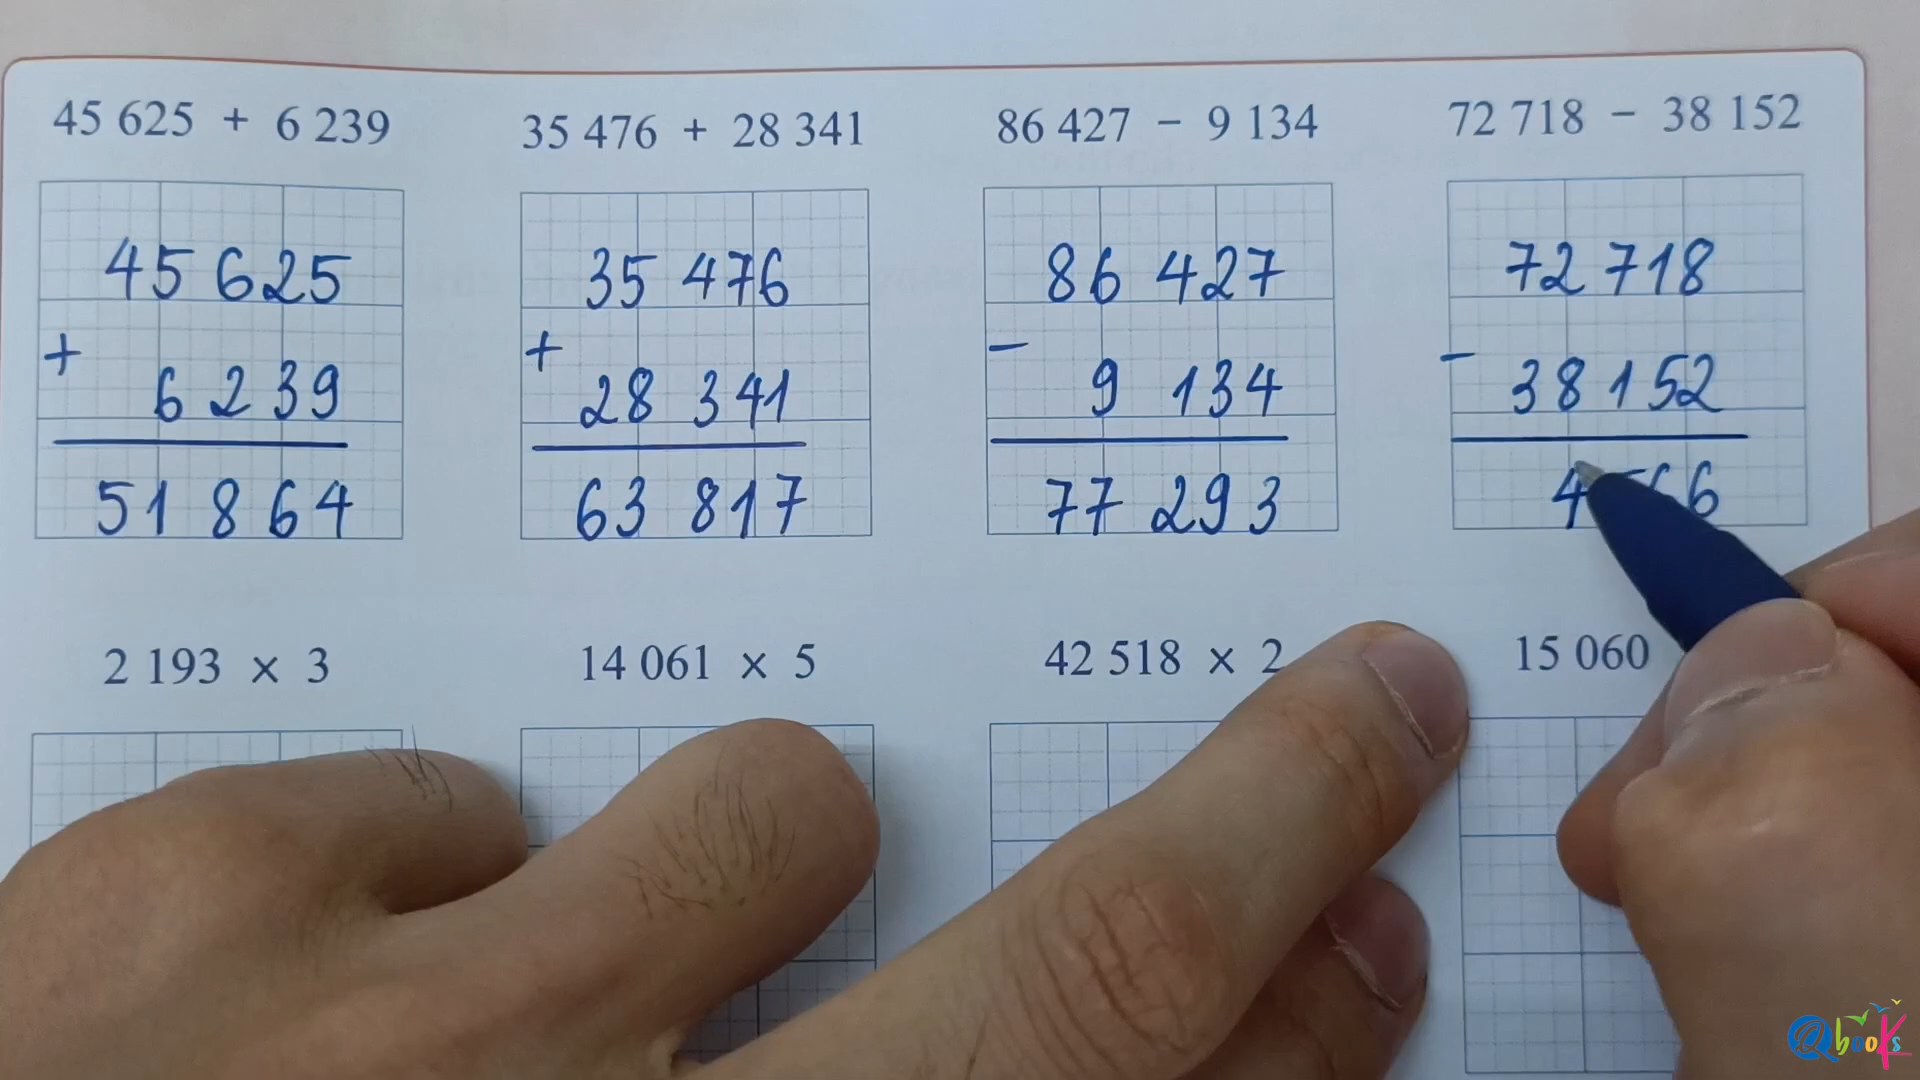 45 625 + 6 239 35 476 + 28 341 86 427 − 9 134 72 718 − 38 152
45 625 35 476 86 427 72 718
+ + − −
6 239 28 341 9 134 38 152
51 864 63 817 77 293 4 66
2 193 × 3 14 061 × 5 42 518 × 2 15 060
Qbooks